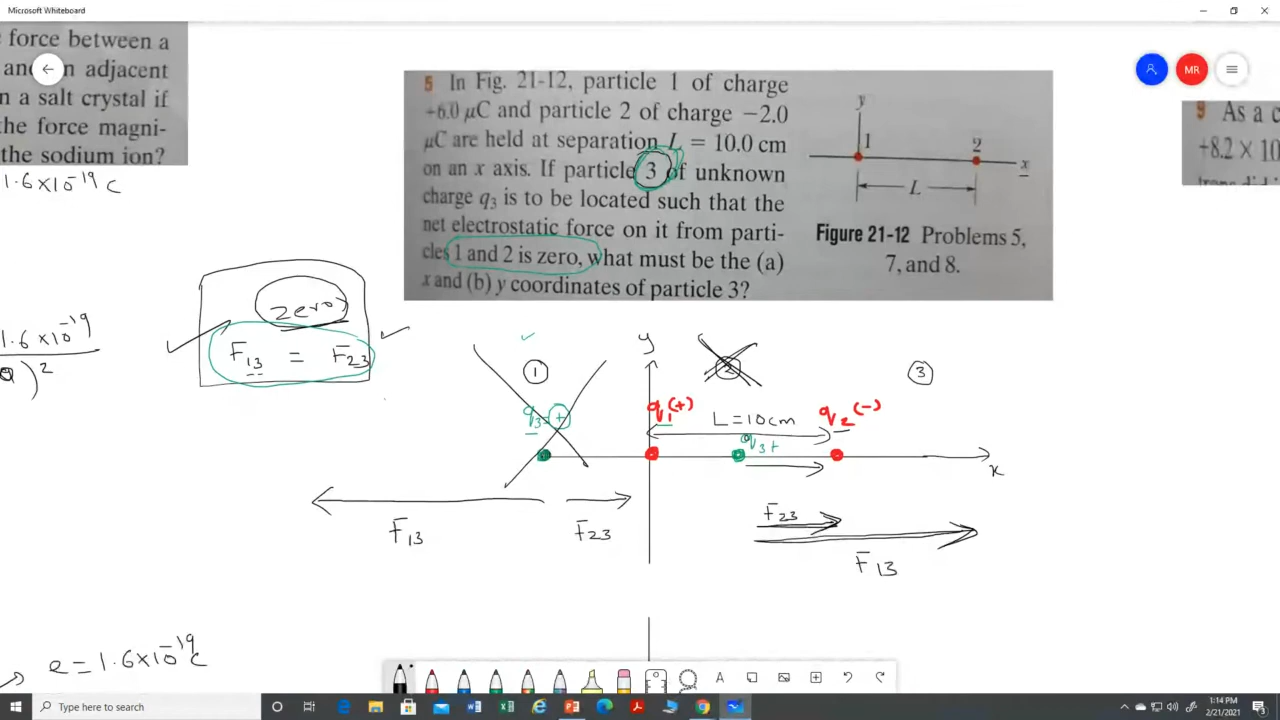 Microsoft Whiteboard
force between a
an adjacent
n a salt crystal if
the force magni-
the sodium ion?
1.6×10⁻¹⁹ C
5 In Fig. 21-12, particle 1 of charge
+6.0 μC and particle 2 of charge −2.0
μC are held at separation L = 10.0 cm
on an x axis. If particle 3 of unknown
charge q₃ is to be located such that the
net electrostatic force on it from parti-
cles 1 and 2 is zero, what must be the (a)
x and (b) y coordinates of particle 3?
y
1
2
x
L
Figure 21-12 Problems 5,
7, and 8.
MR
9 As a c
+8.2 × 10
zero
F₁₃ = F₂₃
1.6×10⁻¹⁹
)²
1
2
3
y
q₃ +
q₁(+)
L=10cm
q₂(−)
q₃+
x
F₁₃
F₂₃
F₂₃
F₁₃
e = 1.6×10⁻¹⁹C
A
Type here to search
1:14 PM
2/21/2021